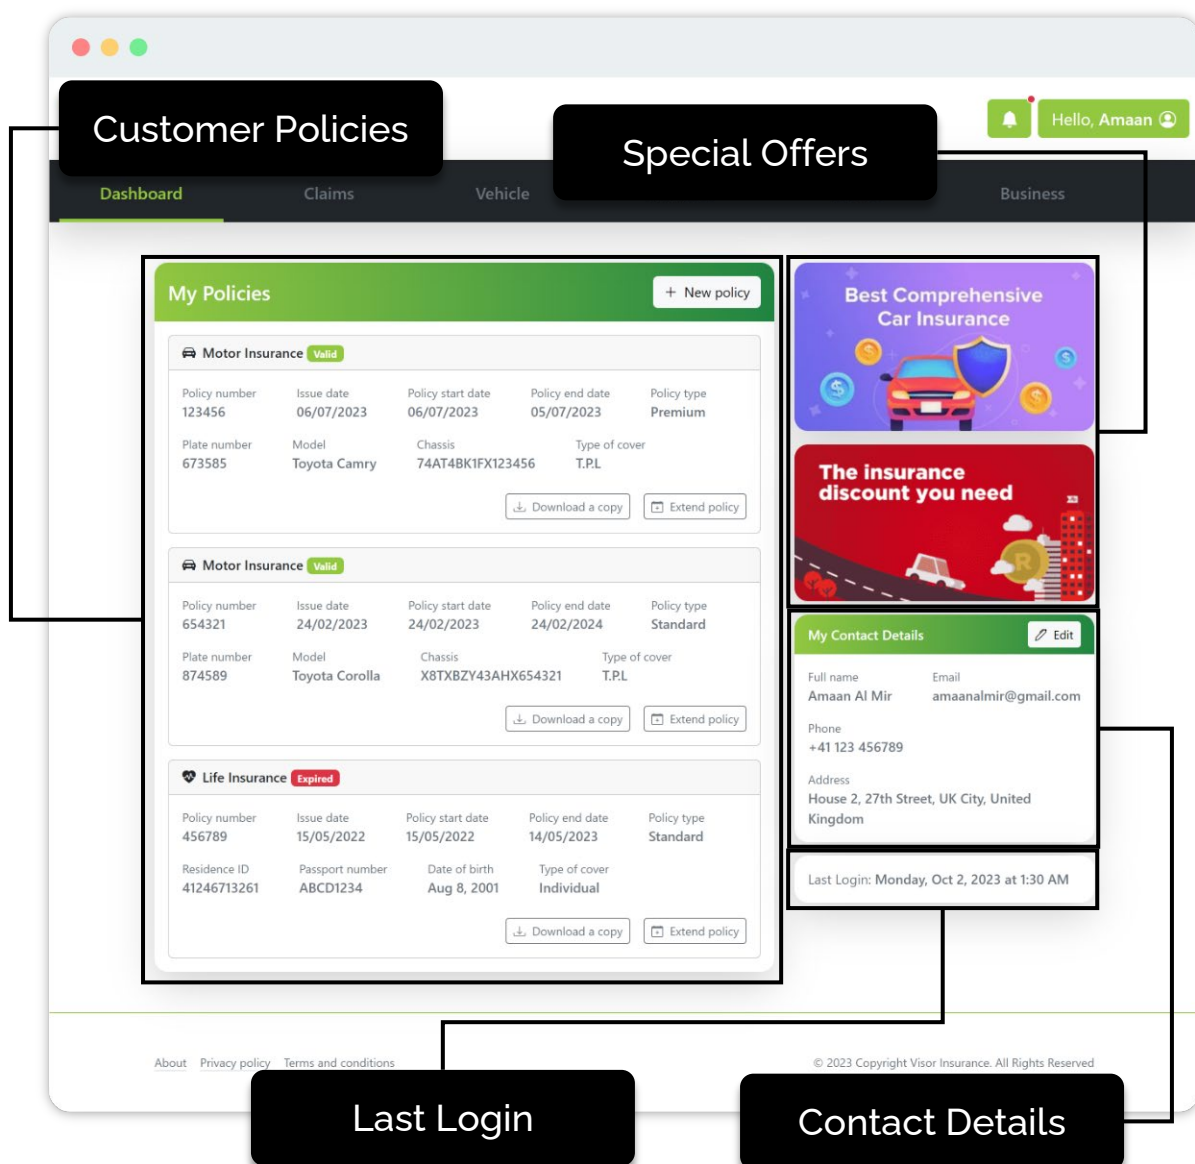 Customer Policies
Special Offers
Hello, Amaan
Dashboard Claims Vehicle Business
My Policies
+ New policy
Motor Insurance Valid
Policy number Issue date Policy start date Policy end date Policy type
123456 06/07/2023 06/07/2023 05/07/2023 Premium
Plate number Model Chassis Type of cover
673585 Toyota Camry 74AT4BK1FX123456 T.P.L
Download a copy Extend policy
Motor Insurance Valid
Policy number Issue date Policy start date Policy end date Policy type
654321 24/02/2023 24/02/2023 24/02/2024 Standard
Plate number Model Chassis Type of cover
874589 Toyota Corolla X8TXBZY43AHX654321 T.P.L
Download a copy Extend policy
Life Insurance Expired
Policy number Issue date Policy start date Policy end date Policy type
456789 15/05/2022 15/05/2022 14/05/2023 Standard
Residence ID Passport number Date of birth Type of cover
41246713261 ABCD1234 Aug 8, 2001 Individual
Download a copy Extend policy
Best Comprehensive
Car Insurance
The insurance
discount you need
R
My Contact Details Edit
Full name Email
Amaan Al Mir amaanalmir@gmail.com
Phone
+41 123 456789
Address
House 2, 27th Street, UK City, United
Kingdom
Last Login: Monday, Oct 2, 2023 at 1:30 AM
About Privacy policy Terms and conditions
© 2023 Copyright Visor Insurance. All Rights Reserved
Last Login
Contact Details